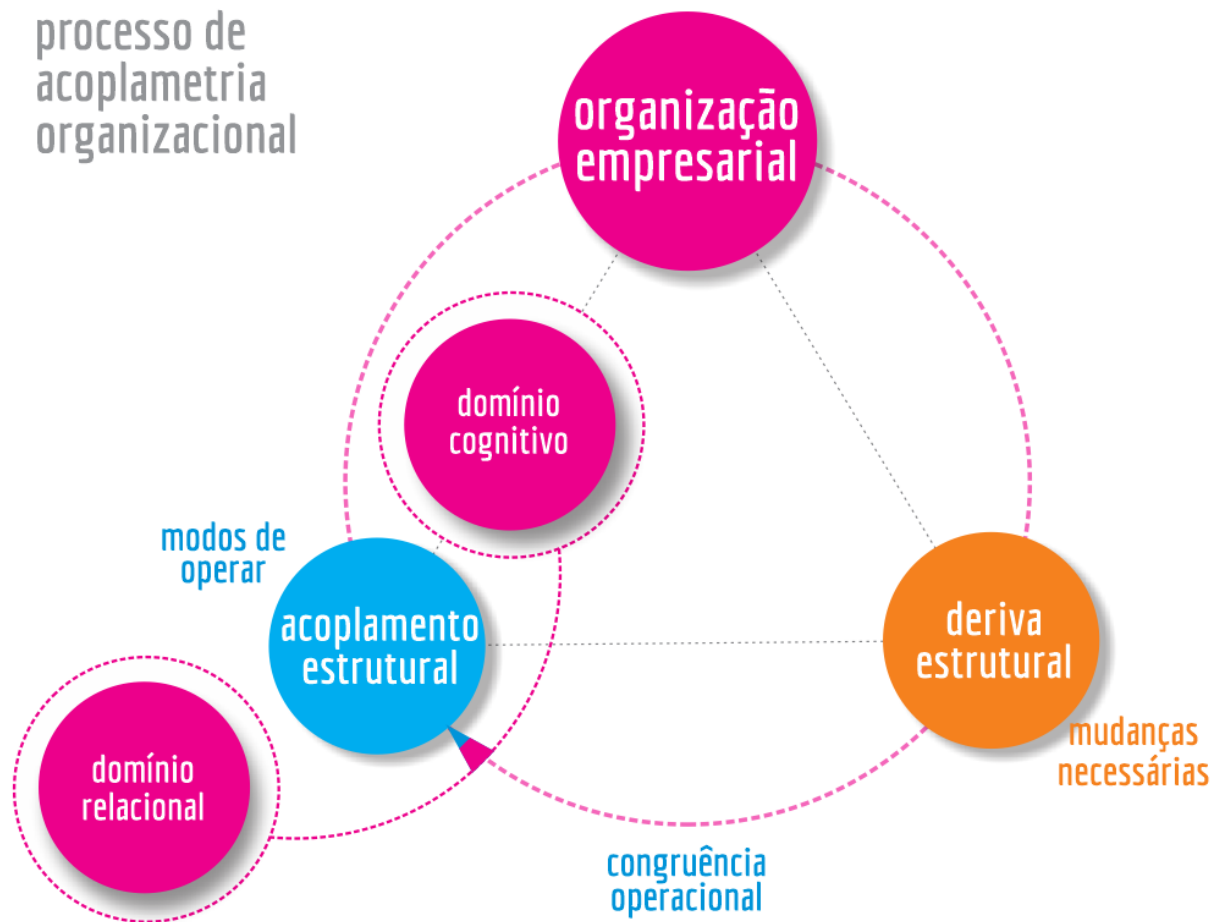 processo de
acoplametria
organizacional
organização
empresarial
domínio
cognitivo
modos de
operar
acoplamento
estrutural
deriva
estrutural
mudanças
necessárias
domínio
relacional
congruência
operacional